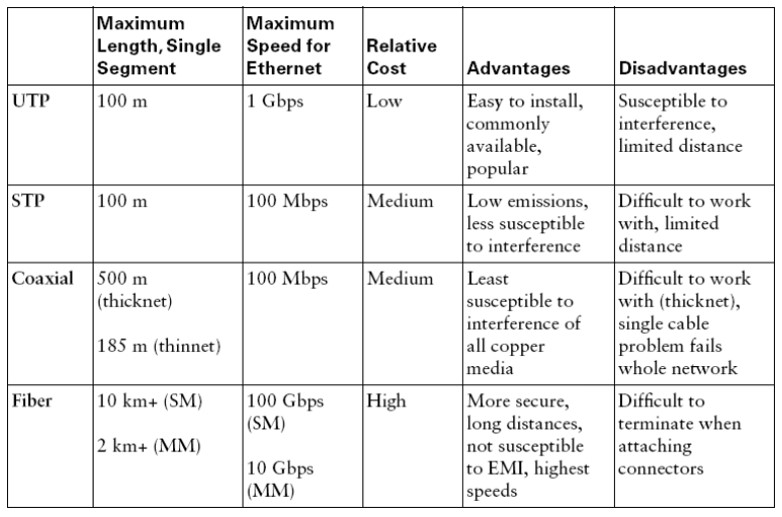 Maximum
Length, Single
Segment
Maximum
Speed for
Ethernet
Relative
Cost
Advantages
Disadvantages
UTP
100 m
1 Gbps
Low
Easy to install,
commonly
available,
popular
Susceptible to
interference,
limited distance
STP
100 m
100 Mbps
Medium
Low emissions,
less susceptible
to interference
Difficult to work
with, limited
distance
Coaxial
500 m
(thicknet)
185 m (thinnet)
100 Mbps
Medium
Least
susceptible to
interference of
all copper
media
Difficult to work
with (thicknet),
single cable
problem fails
whole network
Fiber
10 km+ (SM)
2 km+ (MM)
100 Gbps
(SM)
10 Gbps
(MM)
High
More secure,
long distances,
not susceptible
to EMI, highest
speeds
Difficult to
terminate when
attaching
connectors